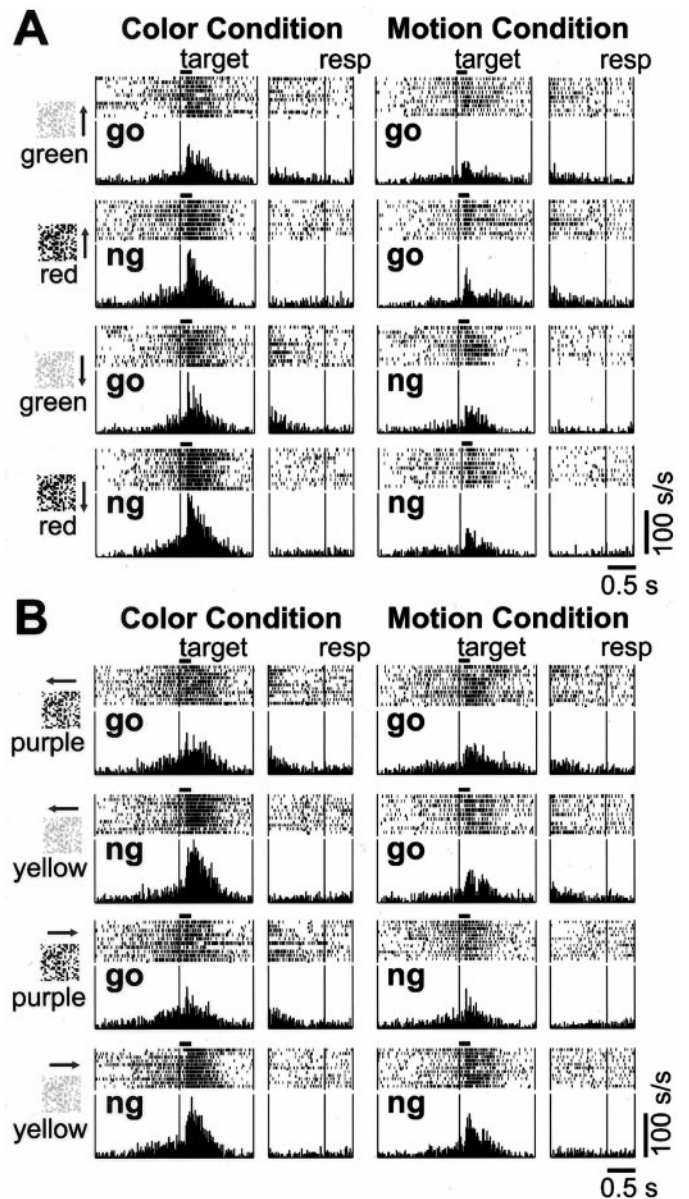 A
Color Condition Motion Condition
target resp target resp
green go go
red ng go
green go ng
red ng ng
100 s/s
0.5 s
B
Color Condition Motion Condition
target resp target resp
purple go go
yellow ng go
purple go ng
yellow ng ng
100 s/s
0.5 s